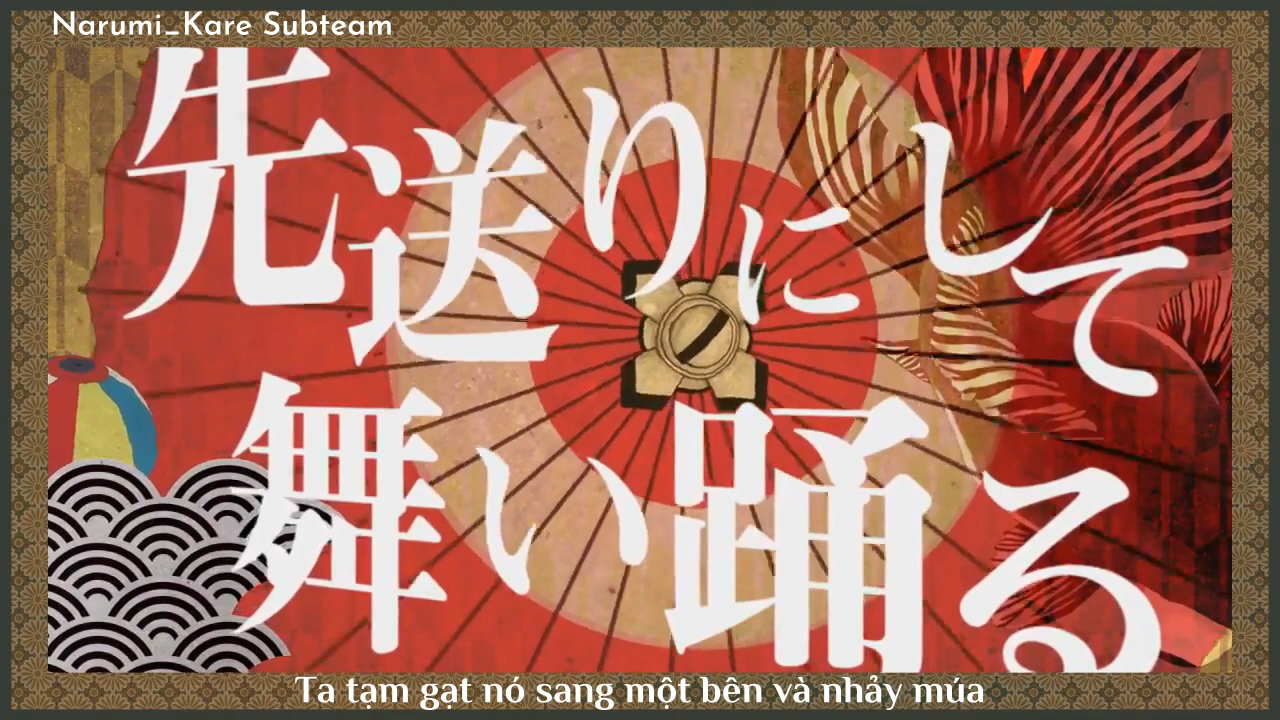 Narumi_Kare Subteam
先送りにして
舞い踊る
Ta tạm gạt nó sang một bên và nhảy múa